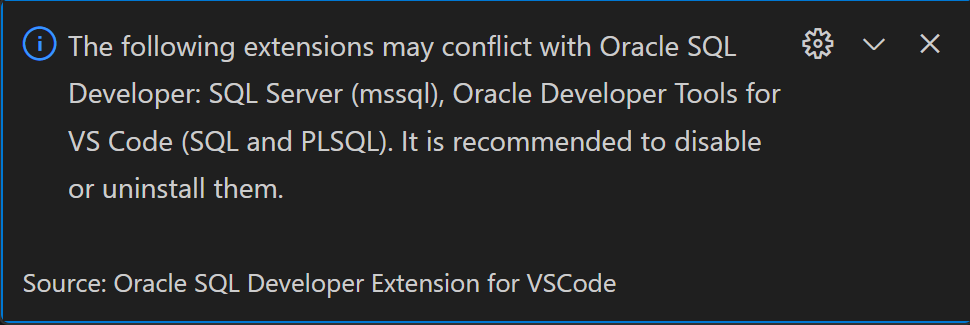 The following extensions may conflict with Oracle SQL
Developer: SQL Server (mssql), Oracle Developer Tools for
VS Code (SQL and PLSQL). It is recommended to disable
or uninstall them.
Source: Oracle SQL Developer Extension for VSCode